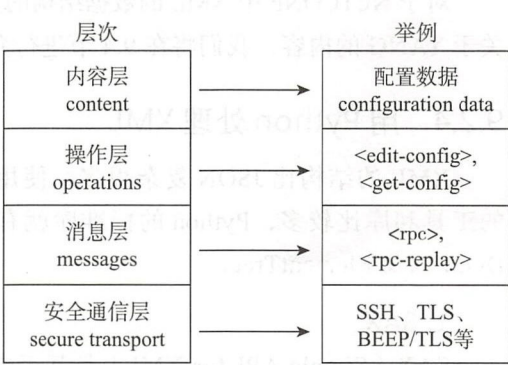 层次 举例
内容层
content
配置数据
configuration data
操作层
operations
<edit-config>,
<get-config>
消息层
messages
<rpc>,
<rpc-replay>
安全通信层
secure transport
SSH、TLS、
BEEP/TLS等